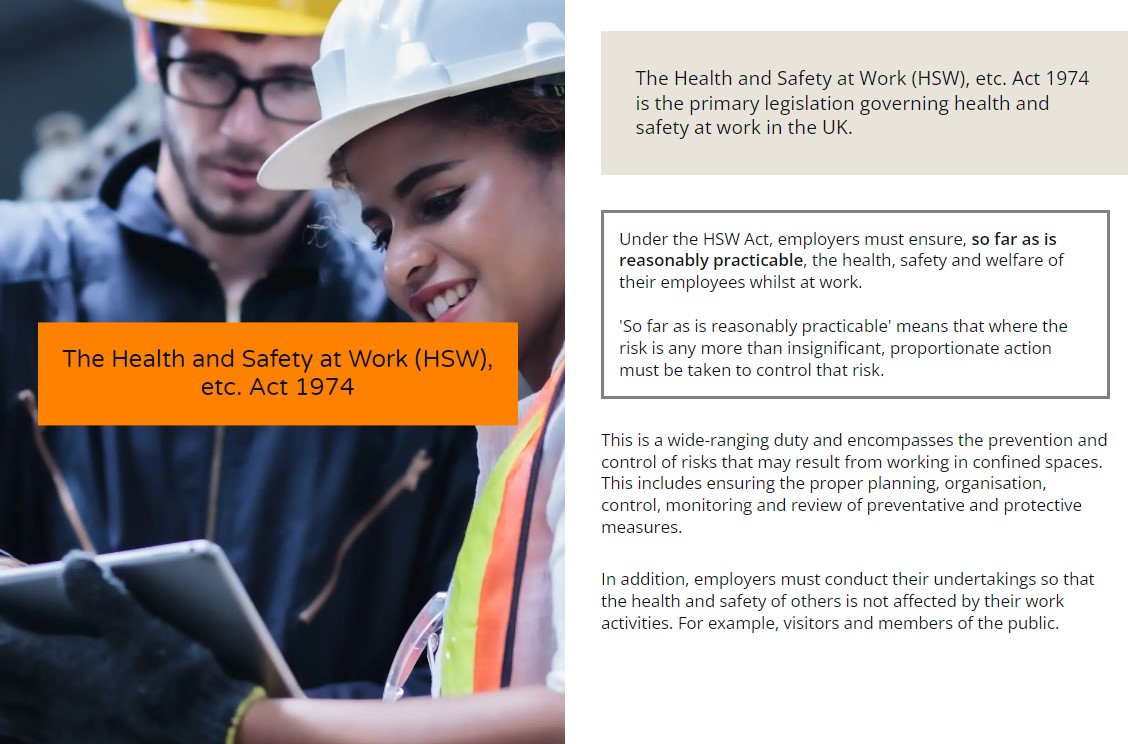 The Health and Safety at Work (HSW),
etc. Act 1974
The Health and Safety at Work (HSW), etc. Act 1974
is the primary legislation governing health and
safety at work in the UK.
Under the HSW Act, employers must ensure, so far as is
reasonably practicable, the health, safety and welfare of
their employees whilst at work.
'So far as is reasonably practicable' means that where the
risk is any more than insignificant, proportionate action
must be taken to control that risk.
This is a wide-ranging duty and encompasses the prevention and
control of risks that may result from working in confined spaces.
This includes ensuring the proper planning, organisation,
control, monitoring and review of preventative and protective
measures.
In addition, employers must conduct their undertakings so that
the health and safety of others is not affected by their work
activities. For example, visitors and members of the public.